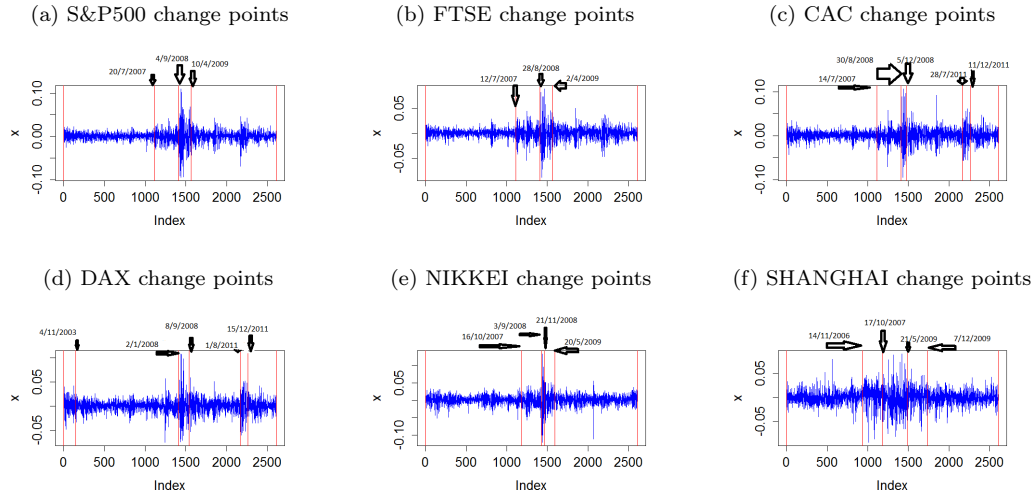 (a) S&P500 change points
20/7/2007
4/9/2008
10/4/2009
x
0.10
0.00
-0.10
0 500 1000 1500 2000 2500
Index
(b) FTSE change points
12/7/2007
28/8/2008
2/4/2009
x
0.05
-0.05
0 500 1000 1500 2000 2500
Index
(c) CAC change points
14/7/2008
30/8/2008
5/12/2008
28/7/2011
11/12/2011
x
0.10
0.00
-0.10
0 500 1000 1500 2000 2500
Index
(d) DAX change points
4/11/2003
2/1/2008
8/9/2008
1/8/2011
15/12/2011
x
0.05
-0.05
0 500 1000 1500 2000 2500
Index
(e) NIKKEI change points
16/10/2007
3/9/2008
21/11/2008
20/5/2009
x
0.05
-0.10
0 500 1000 1500 2000 2500
Index
(f) SHANGHAI change points
14/11/2006
17/10/2007
21/5/2009
7/12/2009
x
0.05
-0.05
0 500 1000 1500 2000 2500
Index